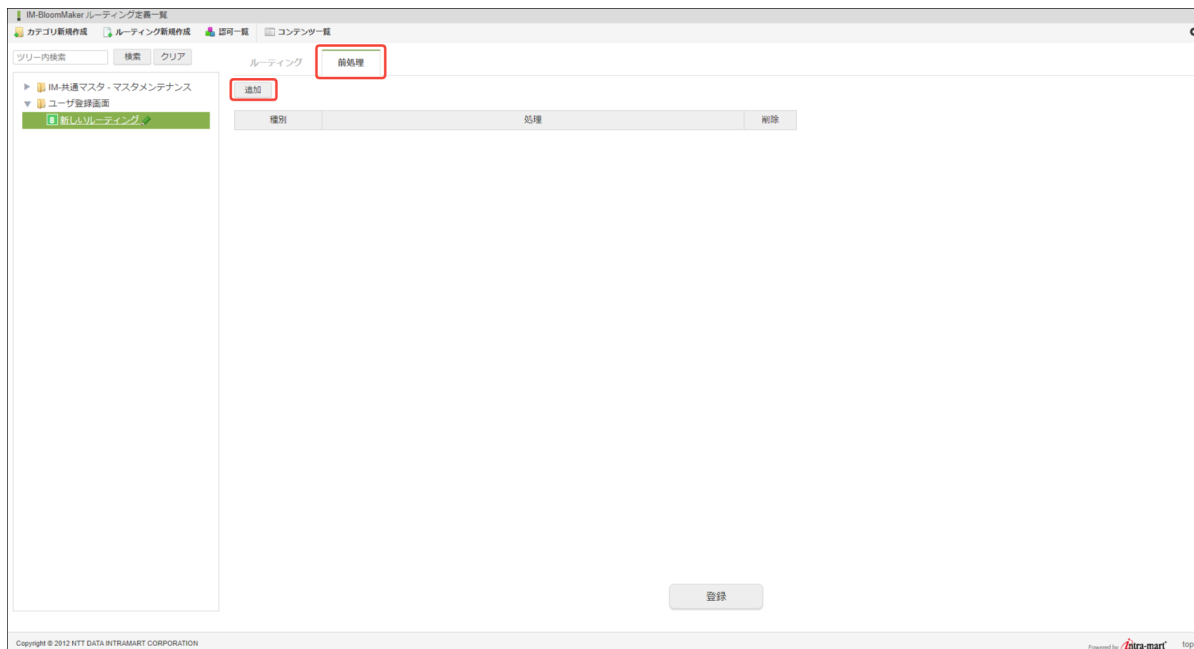 IM-BloomMaker ルーティング定義一覧
カテゴリ新規作成 ルーティング新規作成 認可一覧 コンテンツ一覧
ツリー内検索 検索 クリア
ルーティング 前処理
IM-共通マスタ - マスタメンテナンス
ユーザ登録画面
新しいルーティング
追加
種別 処理 削除
登録
Copyright © 2012 NTT DATA INTRAMART CORPORATION
Powered by intra-mart top